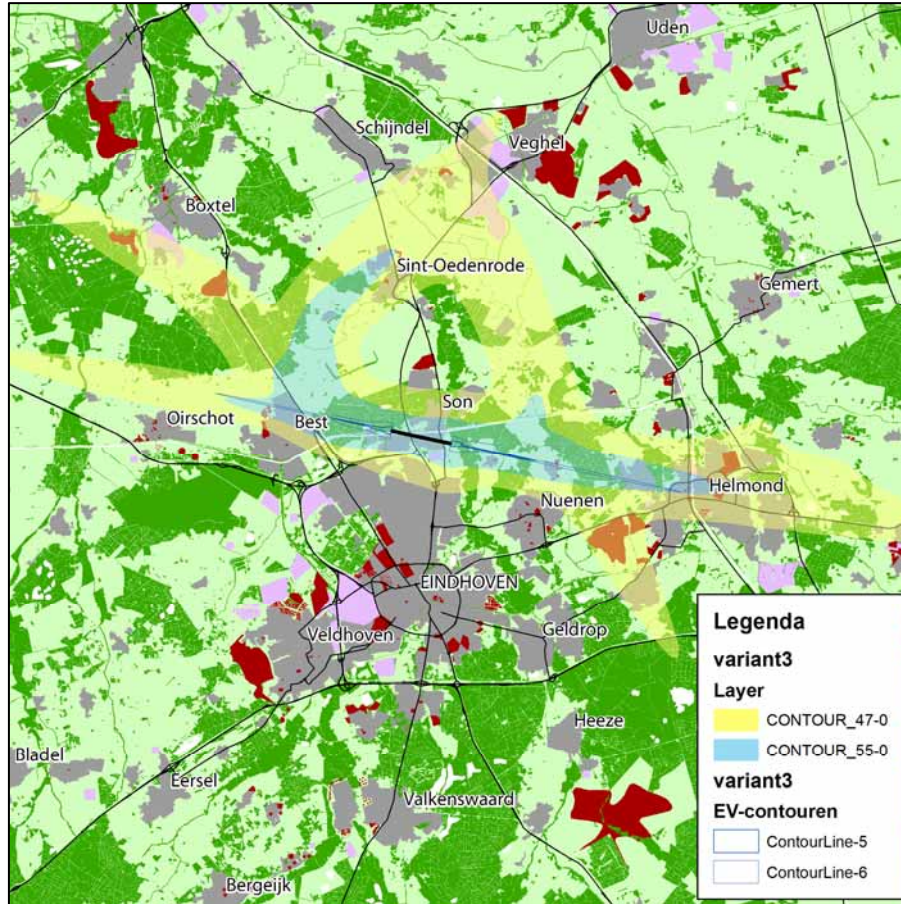 Uden
Schijndel
Veghel
Boxtel
Sint-Oedenrode
Gemert
Son
Oirschot
Best
Helmond
Nuenen
EINDHOVEN
Veldhoven
Geldrop
Heeze
Bladel
Eersel
Valkenswaard
Bergeijk
Legenda
variant3
Layer
CONTOUR_47-0
CONTOUR_55-0
variant3
EV-contouren
ContourLine-5
ContourLine-6